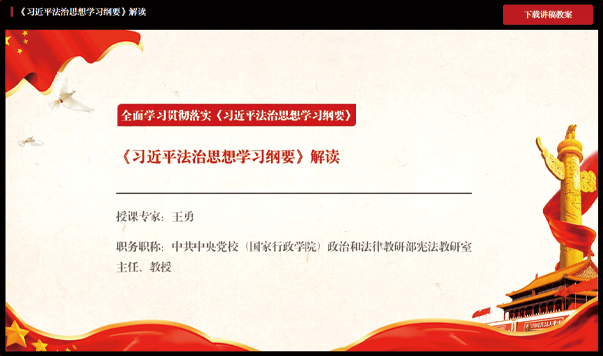 《习近平法治思想学习纲要》解读
下载讲稿教案
全面学习贯彻落实《习近平法治思想学习纲要》
《习近平法治思想学习纲要》解读
授课专家：王勇
职务职称：中共中央党校（国家行政学院）政治和法律教研部宪法教研室
主任、教授